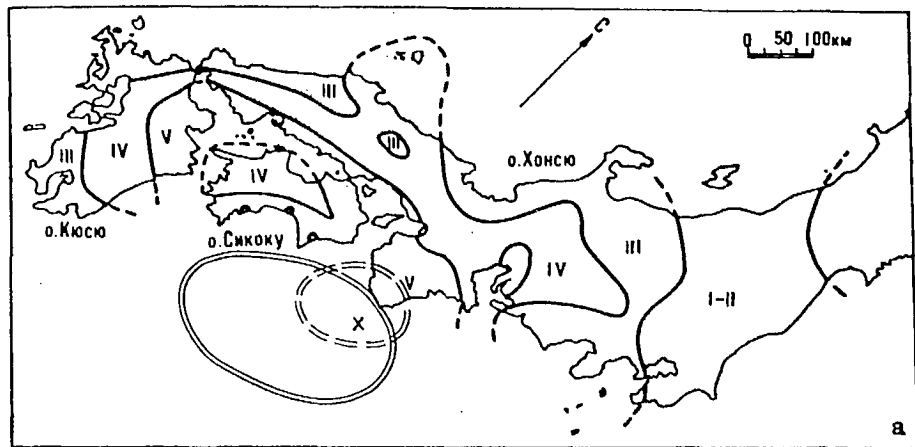 С
0 50 100км
III
III
IV
V
III
IV
о.Хонсю
о.Кюсю
о.Сикоку
V
X
IV
III
I-II
а